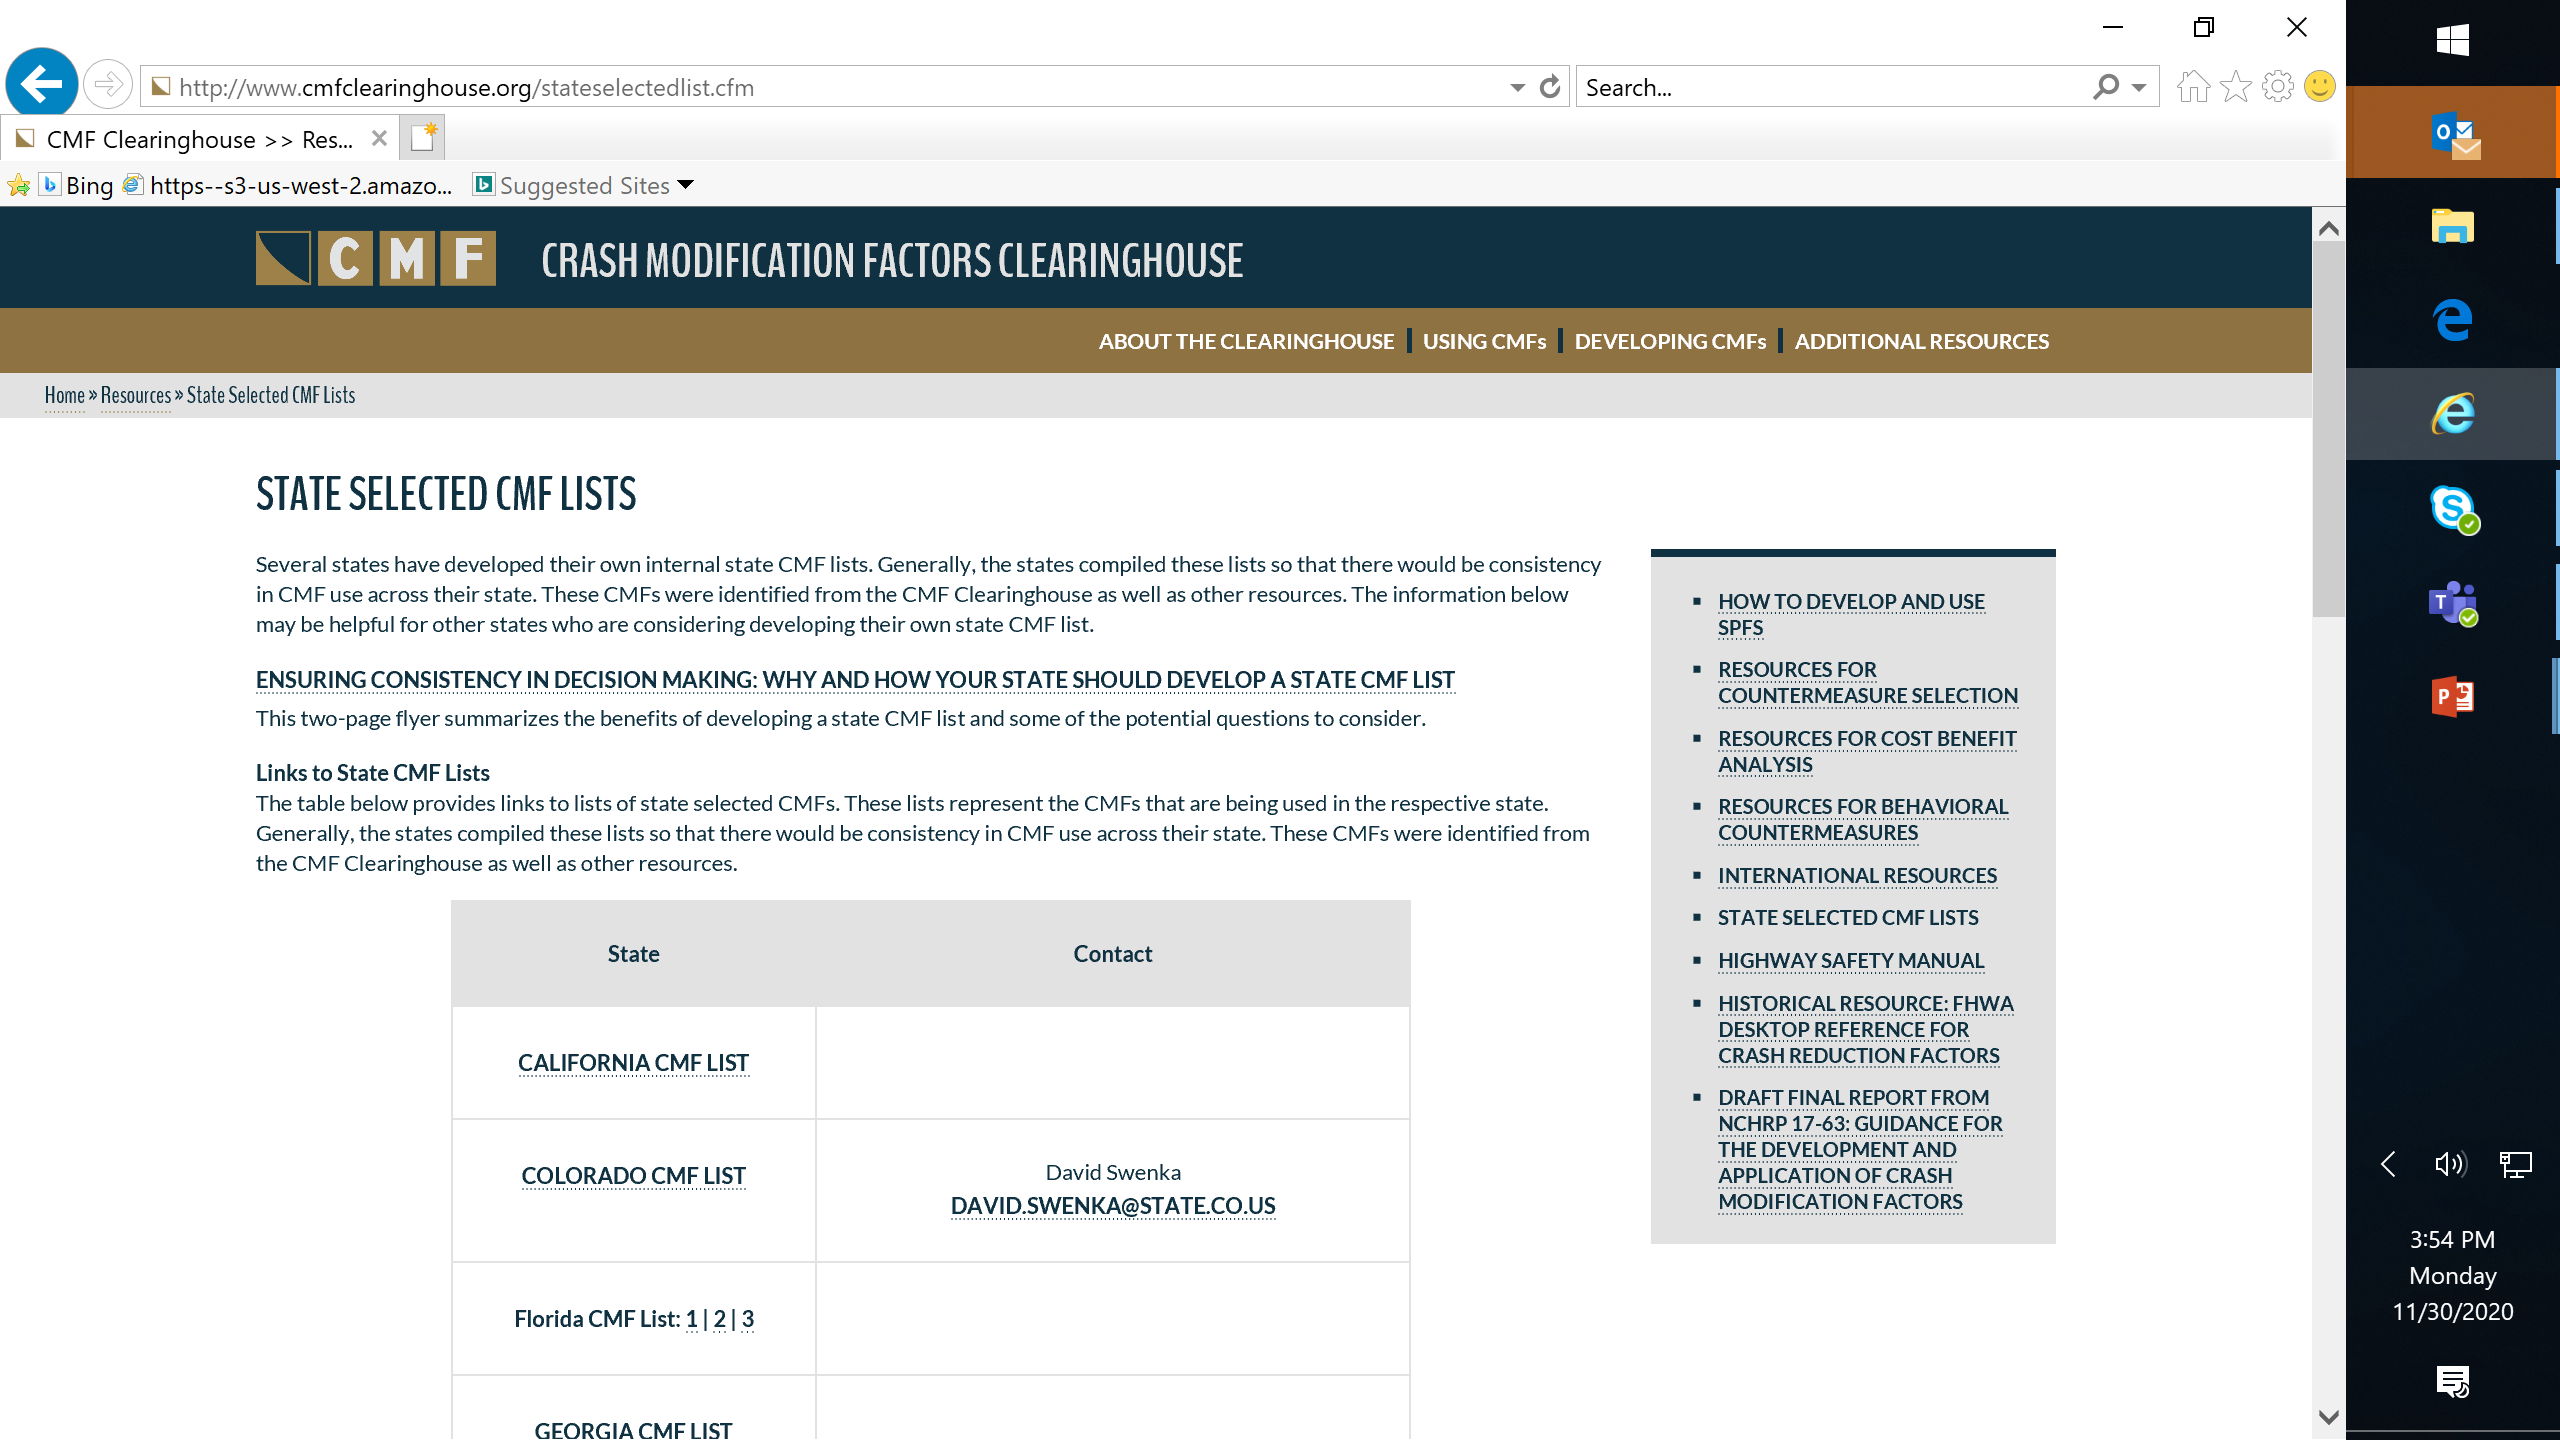 http://www.cmfclearinghouse.org/stateselectedlist.cfm
Search...
CMF Clearinghouse >> Res...
Bing
https--s3-us-west-2.amazo...
Suggested Sites
CMF
CRASH MODIFICATION FACTORS CLEARINGHOUSE
ABOUT THE CLEARINGHOUSE
USING CMFs
DEVELOPING CMFs
ADDITIONAL RESOURCES
Home » Resources » State Selected CMF Lists
STATE SELECTED CMF LISTS
Several states have developed their own internal state CMF lists. Generally, the states compiled these lists so that there would be consistency
in CMF use across their state. These CMFs were identified from the CMF Clearinghouse as well as other resources. The information below
may be helpful for other states who are considering developing their own state CMF list.
ENSURING CONSISTENCY IN DECISION MAKING: WHY AND HOW YOUR STATE SHOULD DEVELOP A STATE CMF LIST
This two-page flyer summarizes the benefits of developing a state CMF list and some of the potential questions to consider.
Links to State CMF Lists
The table below provides links to lists of state selected CMFs. These lists represent the CMFs that are being used in the respective state.
Generally, the states compiled these lists so that there would be consistency in CMF use across their state. These CMFs were identified from
the CMF Clearinghouse as well as other resources.
State
Contact
CALIFORNIA CMF LIST
COLORADO CMF LIST
David Swenka
DAVID.SWENKA@STATE.CO.US
Florida CMF List: 1 | 2 | 3
GEORGIA CMF LIST
HOW TO DEVELOP AND USE
SPFS
RESOURCES FOR
COUNTERMEASURE SELECTION
RESOURCES FOR COST BENEFIT
ANALYSIS
RESOURCES FOR BEHAVIORAL
COUNTERMEASURES
INTERNATIONAL RESOURCES
STATE SELECTED CMF LISTS
HIGHWAY SAFETY MANUAL
HISTORICAL RESOURCE: FHWA
DESKTOP REFERENCE FOR
CRASH REDUCTION FACTORS
DRAFT FINAL REPORT FROM
NCHRP 17-63: GUIDANCE FOR
THE DEVELOPMENT AND
APPLICATION OF CRASH
MODIFICATION FACTORS
3:54 PM
Monday
11/30/2020